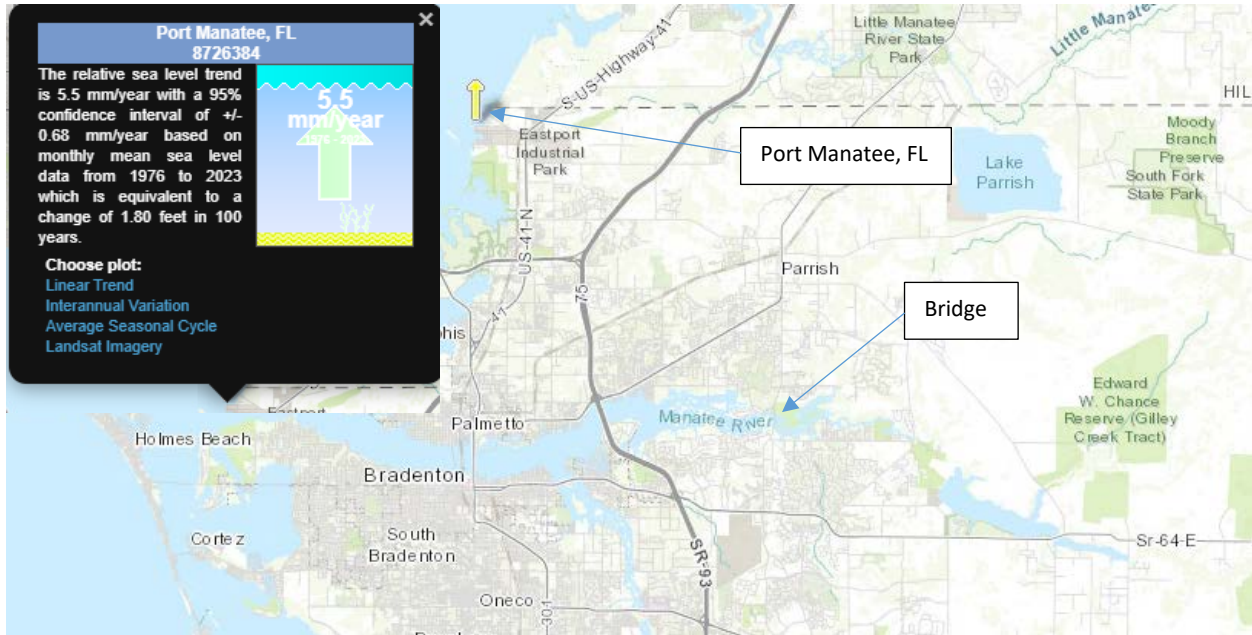 ×
Port Manatee, FL
8726384
The relative sea level trend
is 5.5 mm/year with a 95%
confidence interval of +/-
0.68 mm/year based on
monthly mean sea level
data from 1976 to 2023
which is equivalent to a
change of 1.80 feet in 100
years.
5.5
mm/year
Choose plot:
Linear Trend
Interannual Variation
Average Seasonal Cycle
Landsat Imagery
Little Manatee
River State
Park
S-US-Highway-41
HIL
Eastport
Industrial
Park
Port Manatee, FL
Lake
Parrish
Moody
Branch
Preserve
South Fork
State Park
US-41-N
75
Parrish
Bridge
41
Edward
W. Chance
Reserve (Gilley
Creek Tract)
Manatee River
Palmetto
Holmes Beach
Bradenton
Cortez
South
Bradenton
SR-93
Sr-64-E
Oneco
301